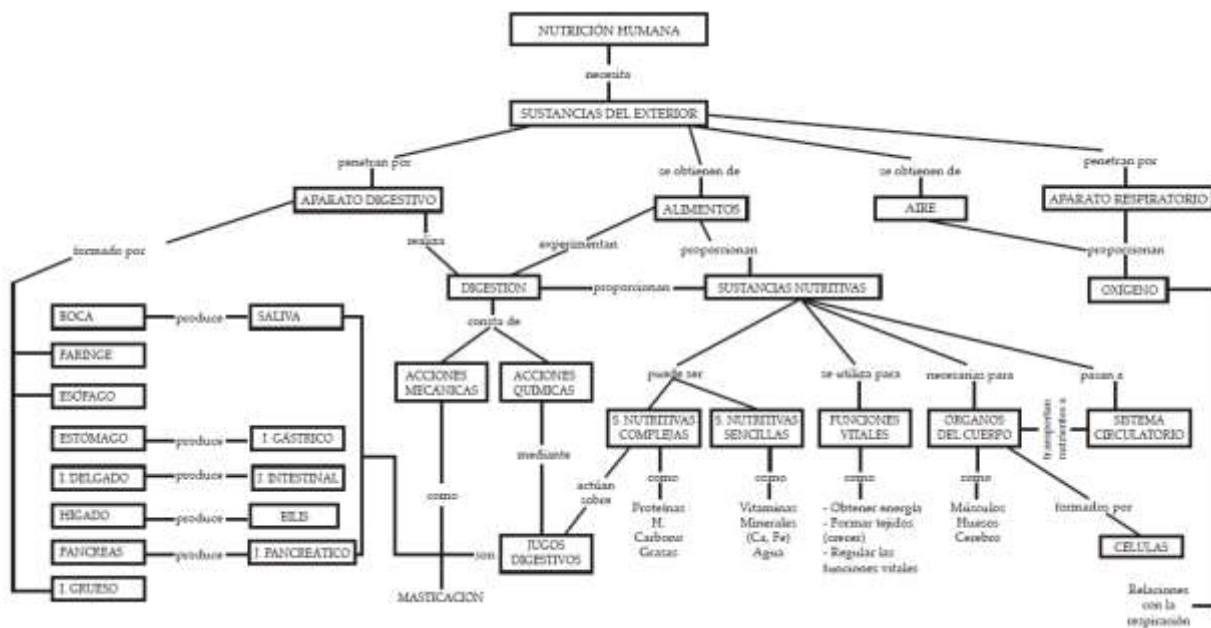 NUTRICIÓN HUMANA
necesita
SUSTANCIAS DEL EXTERIOR
penetran por
se obtienen de
se obtienen de
penetran por
APARATO DIGESTIVO
ALIMENTOS
AIRE
APARATO RESPIRATORIO
formado por
realiza
experimentan
proporcionan
proporcionan
DIGESTIÓN
proporcionan
SUSTANCIAS NUTRITIVAS
OXÍGENO
BOCA
produce
SALIVA
FARINGE
ESÓFAGO
ESTÓMAGO
produce
J. GÁSTRICO
I. DELGADO
produce
J. INTESTINAL
HÍGADO
produce
BILIS
PÁNCREAS
produce
J. PANCREÁTICO
I. GRUESO
consta de
ACCIONES
MECÁNICAS
ACCIONES
QUÍMICAS
como
mediante
MASTICACIÓN
son
JUGOS
DIGESTIVOS
actúan
sobre
puede ser
se utiliza para
necesarias para
pasan a
S. NUTRITIVAS
COMPLEJAS
S. NUTRITIVAS
SENCILLAS
FUNCIONES
VITALES
ÓRGANOS
DEL CUERPO
transportan
nutrientes a
SISTEMA
CIRCULATORIO
como
como
como
como
formados por
Proteínas
H.
Carbono
Grasas
Vitaminas
Minerales
(Ca, Fe)
Agua
- Obtener energía
- Formar tejidos
(crecer)
- Regular las
funciones vitales
Músculos
Huesos
Cerebro
CÉLULAS
Relaciones
con la
respiración